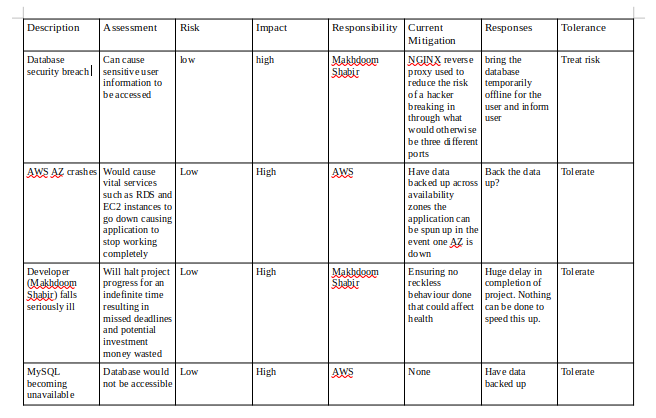 Description Assessment Risk Impact Responsibility Current Mitigation Responses Tolerance
Database
security breach
Can cause
sensitive user
information to
be accessed
low
high
Makhdoom
Shabir
NGINX reverse
proxy used to
reduce the risk
of a hacker
breaking in
through what
would otherwise
be three different
ports
bring the
database
temporarily
offline for the
user and inform
user
Treat risk
AWS AZ crashes
Would cause
vital services
such as RDS and
EC2 instances to
go down causing
application to
stop working
completely
Low
High
AWS
Have data
backed up across
availability
zones the
application can
be spun up in the
event one AZ is
down
Back the data
up?
Tolerate
Developer
(Makhdoom
Shabir) falls
seriously ill
Will halt project
progress for an
indefinite time
resulting in
missed deadlines
and potential
investment
money wasted
Low
High
Makhdoom
Shabir
Ensuring no
reckless
behaviour done
that could affect
health
Huge delay in
completion of
project. Nothing
can be done to
speed this up.
Tolerate
MySQL
becoming
unavailable
Database would
not be accessible
Low
High
AWS
None
Have data
backed up
Tolerate